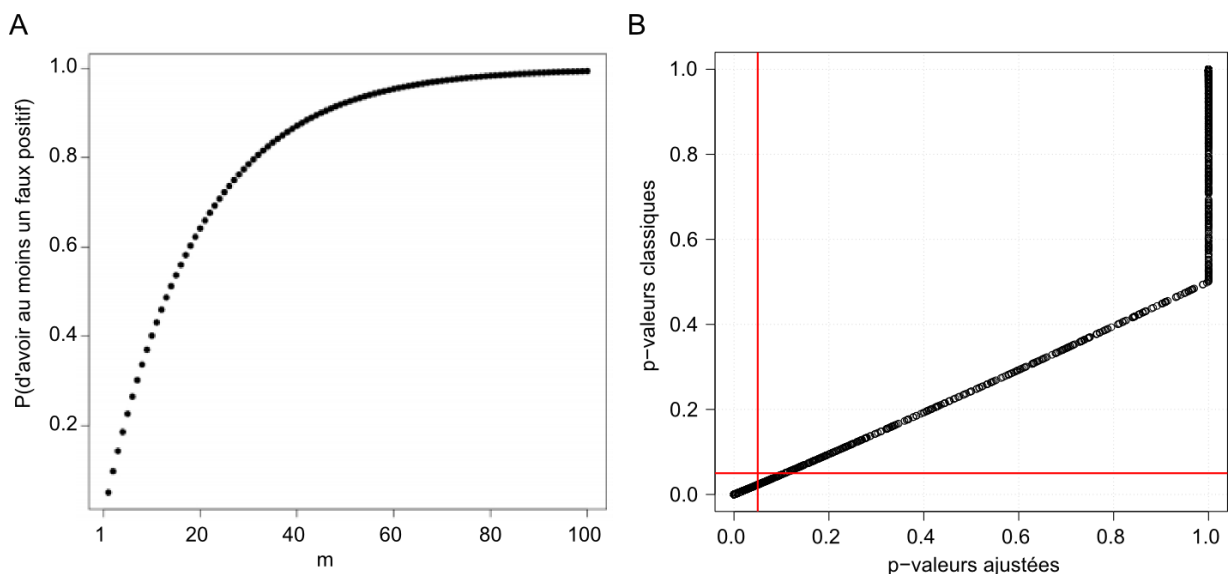 A
P(d'avoir au moins un faux positif)
1.0
0.8
0.6
0.4
0.2
1 20 40 60 80 100
m
B
p−valeurs classiques
1.0
0.8
0.6
0.4
0.2
0.0
0.0 0.2 0.4 0.6 0.8 1.0
p−valeurs ajustées